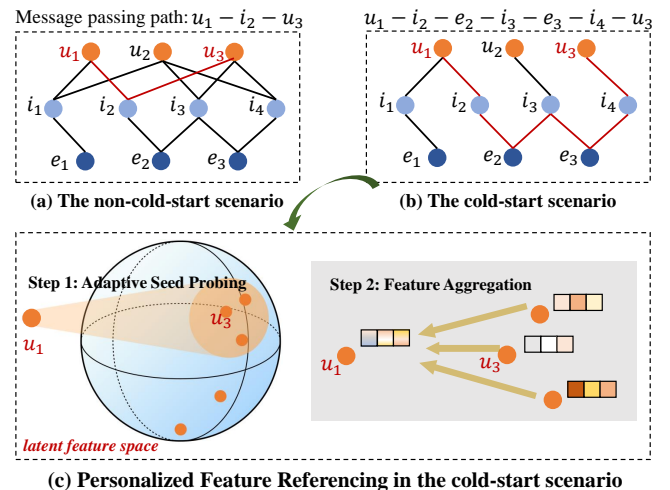 Message passing path: u₁ − i₂ − u₃
u₁ − i₂ − e₂ − i₃ − e₃ − i₄ − u₃
u₁ u₂ u₃
i₁ i₂ i₃ i₄
e₁ e₂ e₃
(a) The non-cold-start scenario
u₁ u₂ u₃
i₁ i₂ i₃ i₄
e₁ e₂ e₃
(b) The cold-start scenario
Step 1: Adaptive Seed Probing
u₁
u₃
latent feature space
Step 2: Feature Aggregation
u₁
u₃
(c) Personalized Feature Referencing in the cold-start scenario